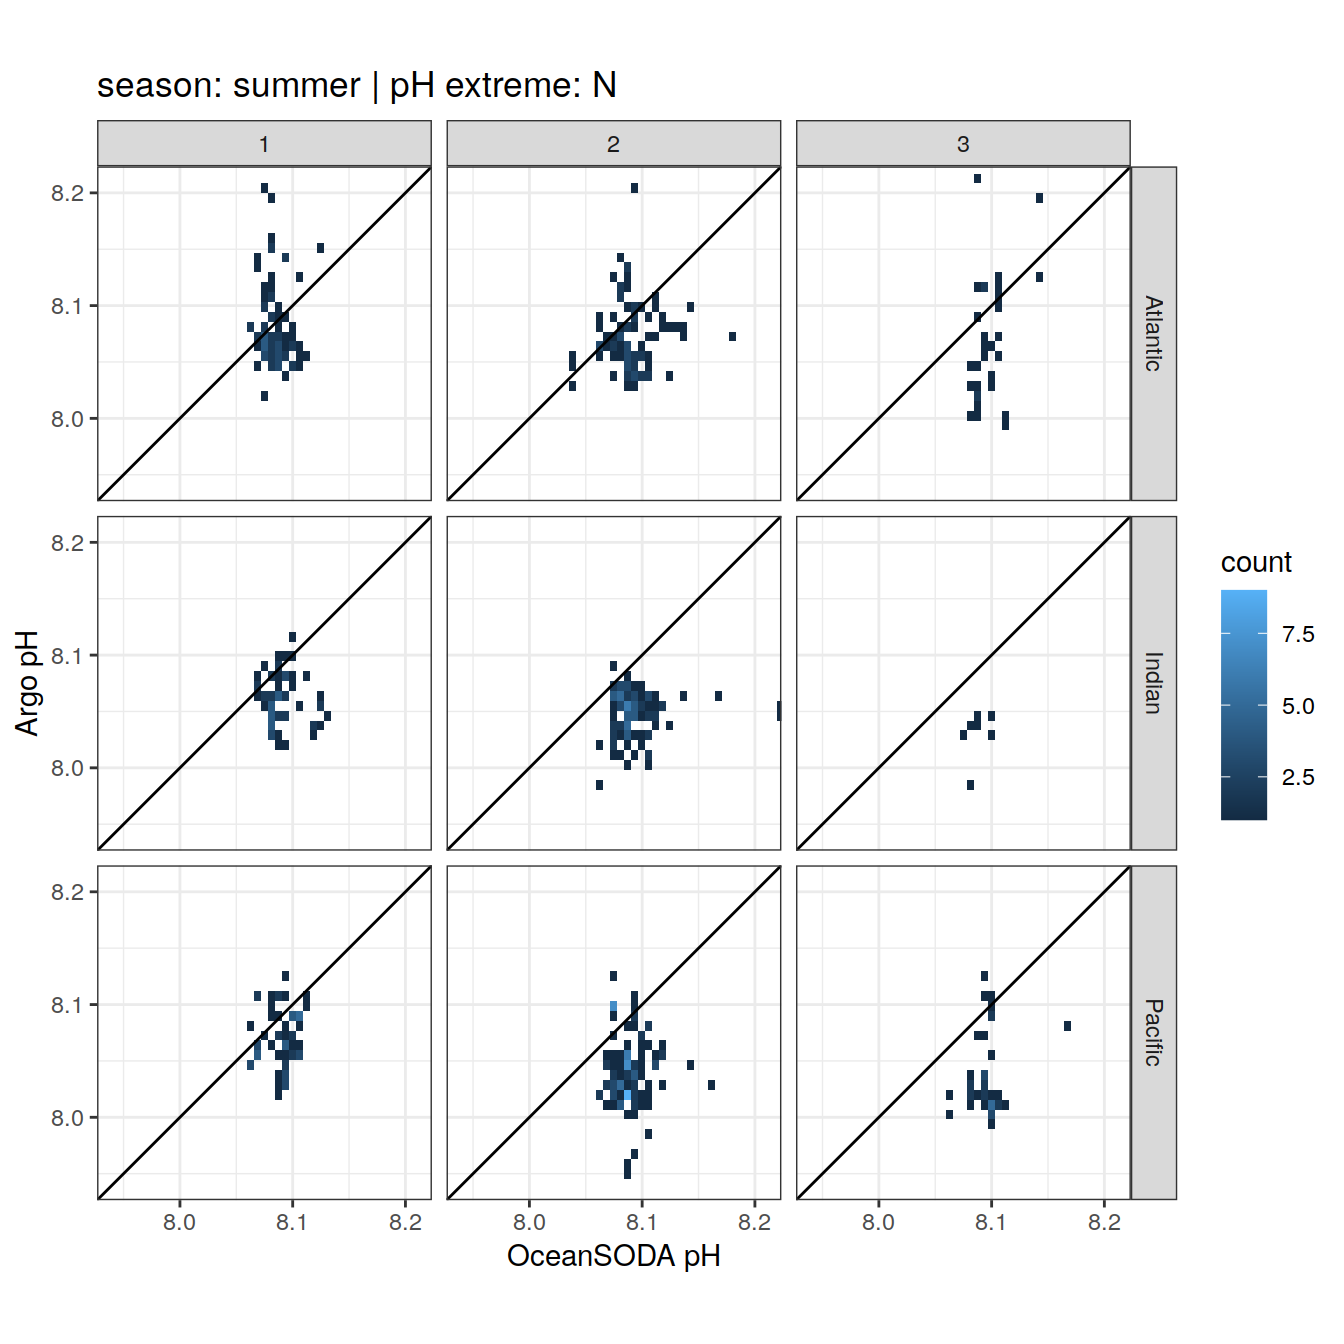 season: summer | pH extreme: N
1 2 3
8.2
8.1
8.0
Atlantic
8.2
8.1
8.0
Indian
8.2
8.1
8.0
Pacific
Argo pH
8.0 8.1 8.2 8.0 8.1 8.2 8.0 8.1 8.2
OceanSODA pH
count
7.5
5.0
2.5